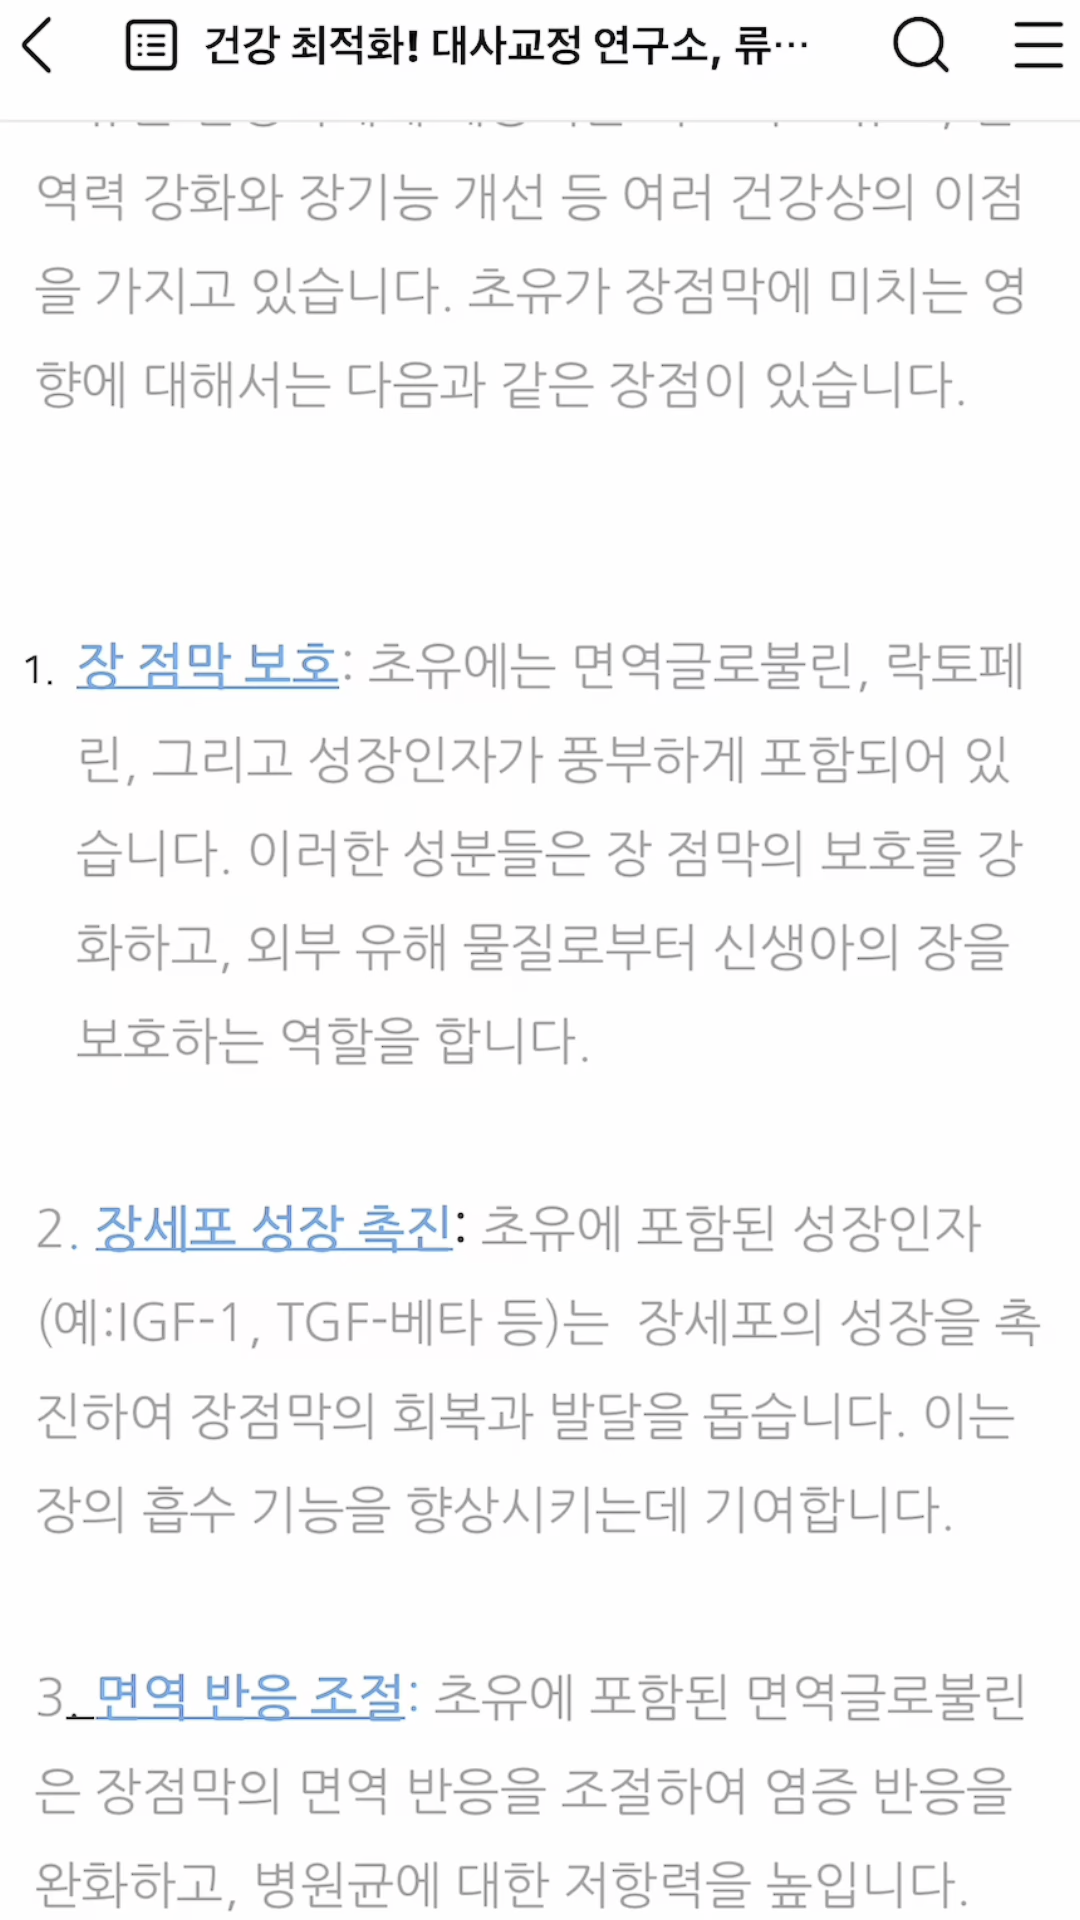 건강 최적화! 대사교정 연구소, 류···
역력 강화와 장기능 개선 등 여러 건강상의 이점
을 가지고 있습니다. 초유가 장점막에 미치는 영
향에 대해서는 다음과 같은 장점이 있습니다.
1. 장 점막 보호: 초유에는 면역글로불린, 락토페
린, 그리고 성장인자가 풍부하게 포함되어 있
습니다. 이러한 성분들은 장 점막의 보호를 강
화하고, 외부 유해 물질로부터 신생아의 장을
보호하는 역할을 합니다.
2. 장세포 성장 촉진: 초유에 포함된 성장인자
(예:IGF-1, TGF-베타 등)는 장세포의 성장을 촉
진하여 장점막의 회복과 발달을 돕습니다. 이는
장의 흡수 기능을 향상시키는데 기여합니다.
3. 면역 반응 조절: 초유에 포함된 면역글로불린
은 장점막의 면역 반응을 조절하여 염증 반응을
완화하고, 병원균에 대한 저항력을 높입니다.